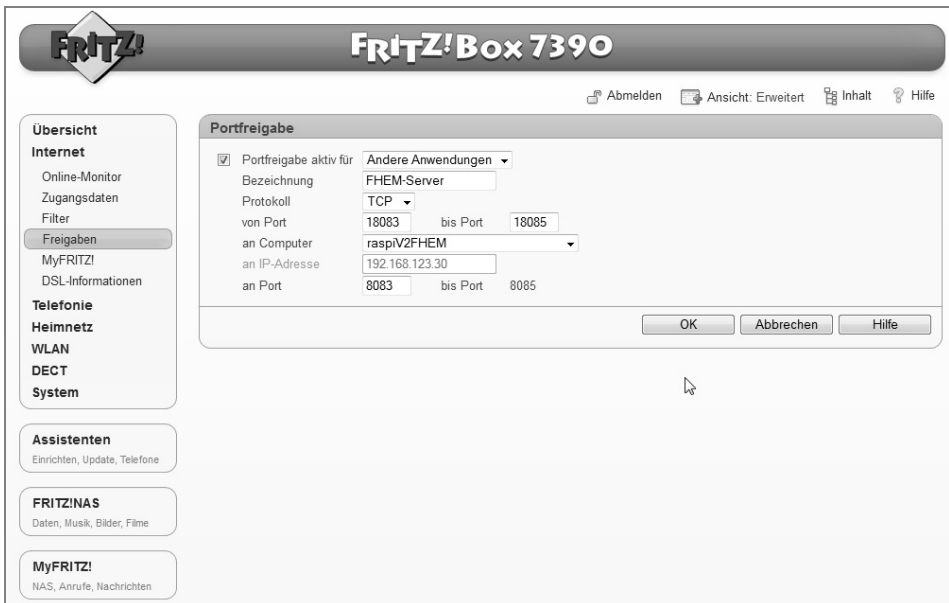 FRITZ!
FRITZ!Box 7390
Abmelden Ansicht: Erweitert Inhalt Hilfe
Übersicht
Internet
Online-Monitor
Zugangsdaten
Filter
Freigaben
MyFRITZ!
DSL-Informationen
Telefonie
Heimnetz
WLAN
DECT
System
Assistenten
Einrichten, Update, Telefone
FRITZ!NAS
Daten, Musik, Bilder, Filme
MyFRITZ!
NAS, Anrufe, Nachrichten
Portfreigabe
Portfreigabe aktiv für Andere Anwendungen
Bezeichnung FHEM-Server
Protokoll TCP
von Port 18083 bis Port 18085
an Computer raspiV2FHEM
an IP-Adresse 192.168.123.30
an Port 8083 bis Port 8085
OK Abbrechen Hilfe